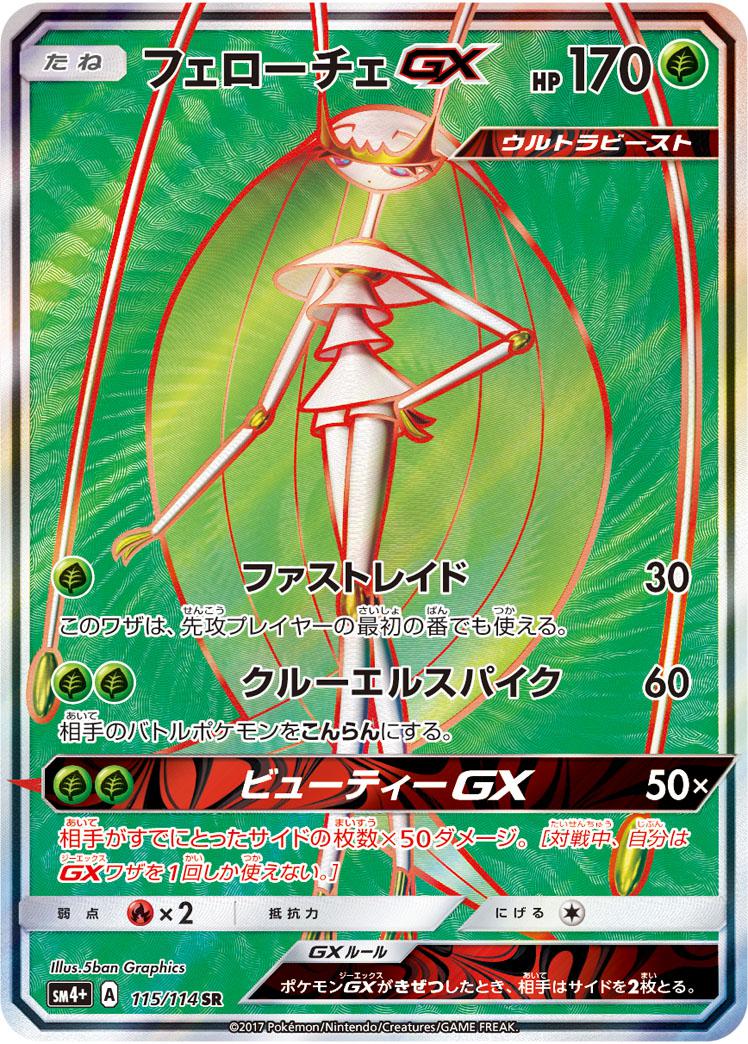 たね
フェローチェGX HP 170
ウルトラビースト
ファストレイド 30
このワザは、先攻プレイヤーの最初の番でも使える。
クルーエルスパイク 60
相手のバトルポケモンをこんらんにする。
ビューティーGX 50×
相手がすでにとったサイドの枚数×50ダメージ。[対戦中、自分は
GXワザを1回しか使えない。]
弱点 ×2 抵抗力 にげる
Illus.5ban Graphics
GXルール
ポケモンGXがきぜつしたとき、相手はサイドを2枚とる。
SM4+ A 115/114 SR
©2017 Pokémon/Nintendo/Creatures/GAME FREAK.